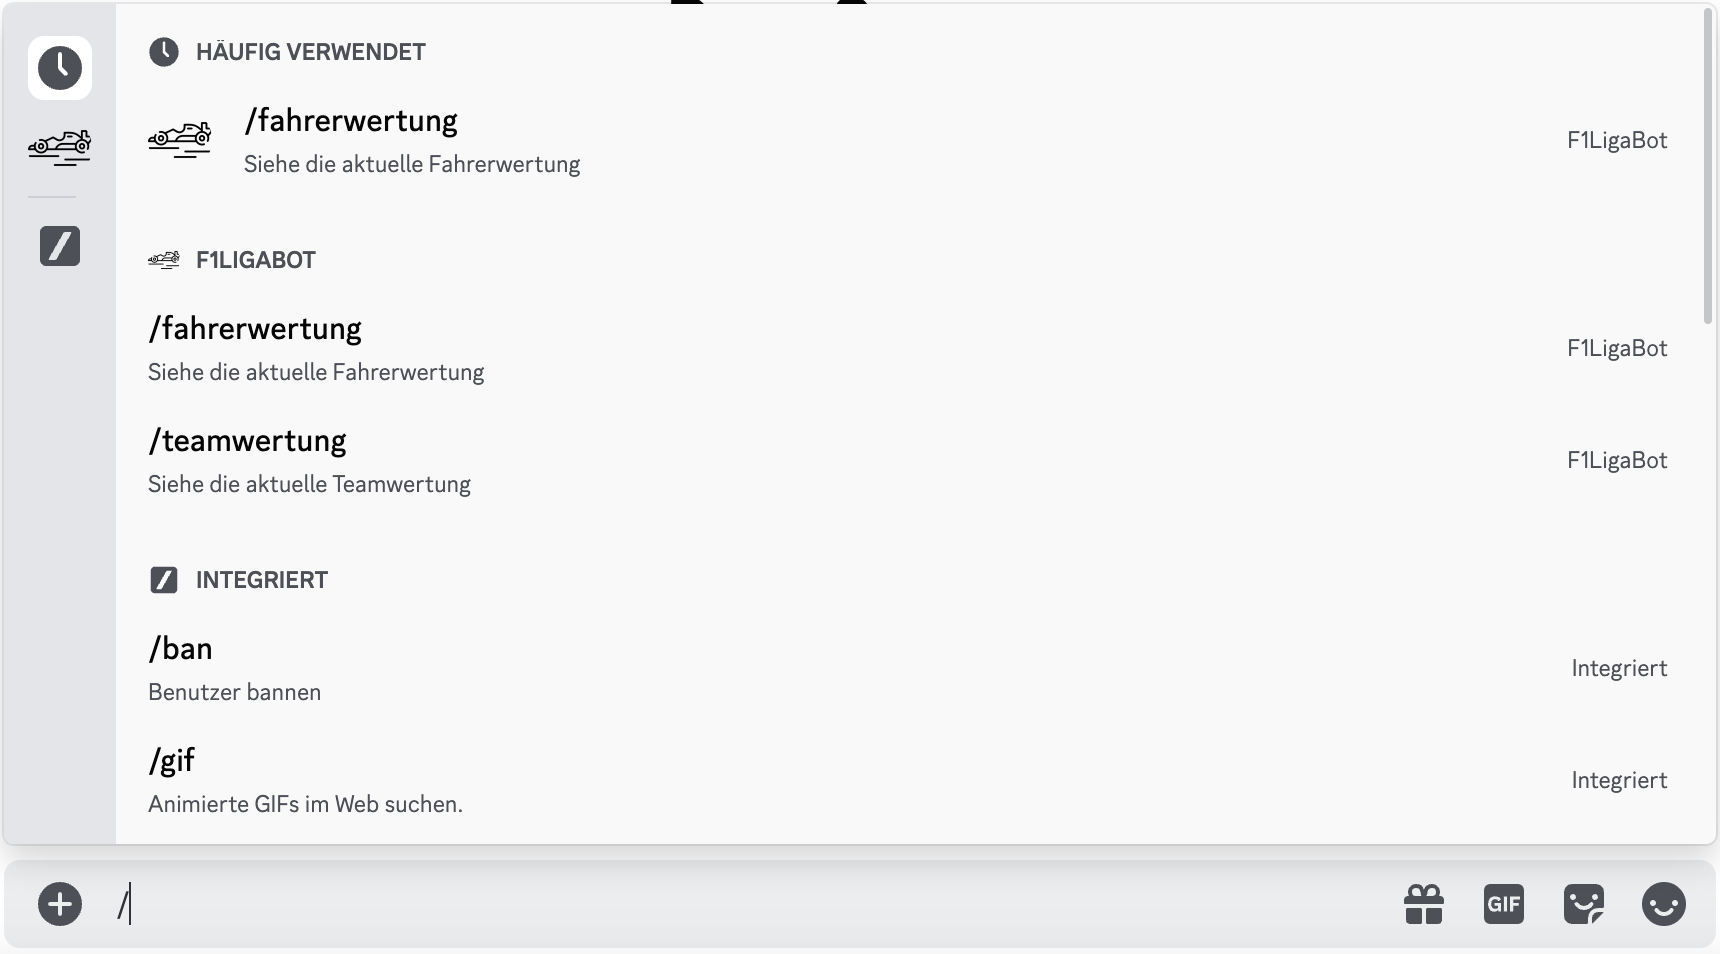 HÄUFIG VERWENDET
/fahrerwertung
Siehe die aktuelle Fahrerwertung
F1LigaBot
F1LIGABOT
/fahrerwertung
Siehe die aktuelle Fahrerwertung
F1LigaBot
/teamwertung
Siehe die aktuelle Teamwertung
F1LigaBot
INTEGRIERT
/ban
Benutzer bannen
Integriert
/gif
Animierte GIFs im Web suchen.
Integriert
/
GIF